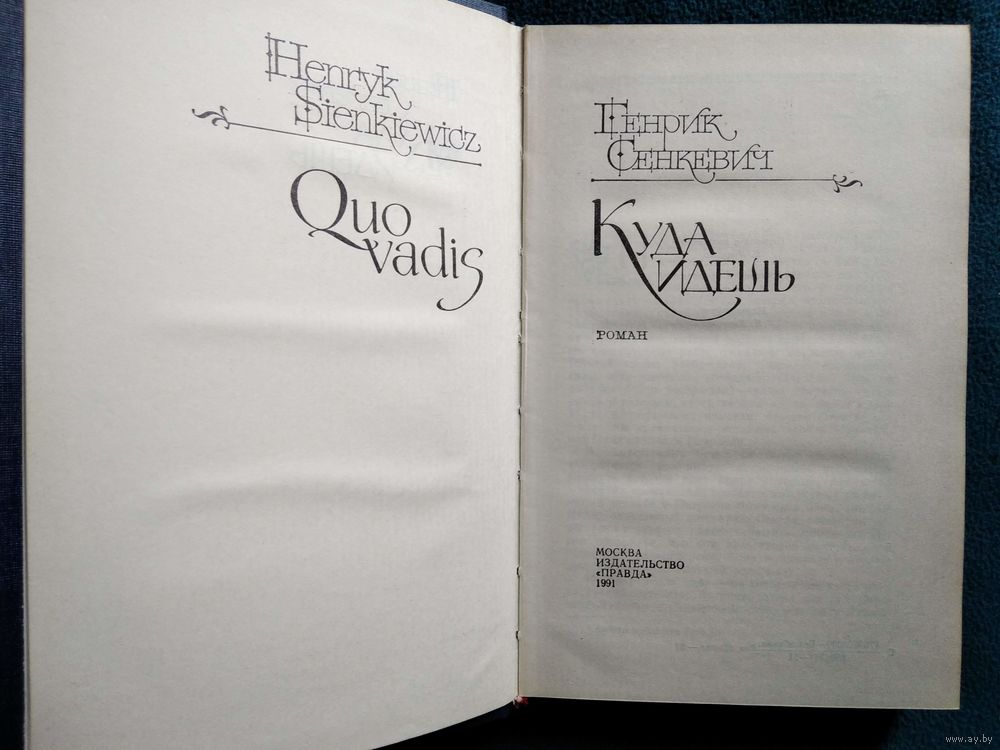 Henryk
Sienkiewicz
Quo
vadis
ГЕНРИК
СЕНКЕВИЧ
КУДА
ИДЕШЬ
РОМАН
МОСКВА
ИЗДАТЕЛЬСТВО
«ПРАВДА»
1991
www.ay.by